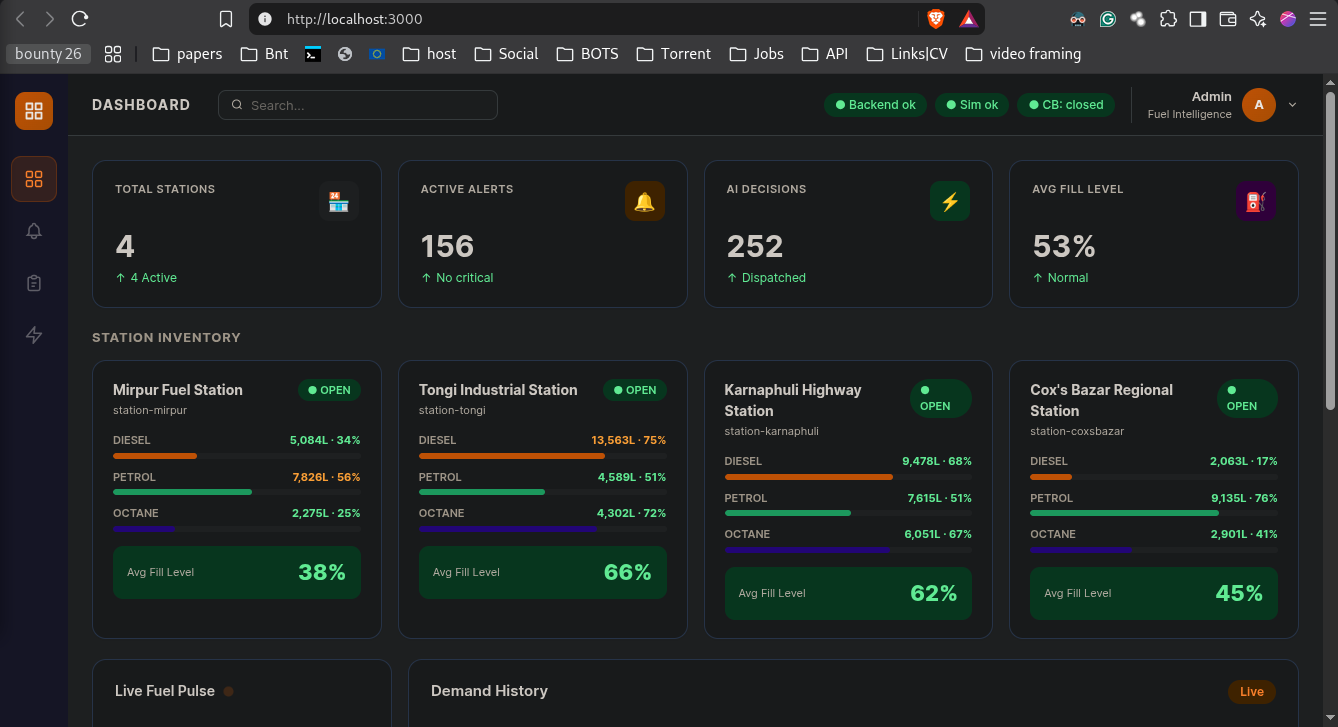 http://localhost:3000
bounty 26
papers
Bnt
host
Social
BOTS
Torrent
Jobs
API
Links|CV
video framing
DASHBOARD
Search...
Backend ok
Sim ok
CB: closed
Admin
Fuel Intelligence
A
TOTAL STATIONS
4
↑ 4 Active
ACTIVE ALERTS
156
↑ No critical
AI DECISIONS
252
↑ Dispatched
AVG FILL LEVEL
53%
↑ Normal
STATION INVENTORY
Mirpur Fuel Station
OPEN
station-mirpur
DIESEL 5,084L · 34%
PETROL 7,826L · 56%
OCTANE 2,275L · 25%
Avg Fill Level 38%
Tongi Industrial Station
OPEN
station-tongi
DIESEL 13,563L · 75%
PETROL 4,589L · 51%
OCTANE 4,302L · 72%
Avg Fill Level 66%
Karnaphuli Highway
Station
OPEN
station-karnaphuli
DIESEL 9,478L · 68%
PETROL 7,615L · 51%
OCTANE 6,051L · 67%
Avg Fill Level 62%
Cox's Bazar Regional
Station
OPEN
station-coxsbazar
DIESEL 2,063L · 17%
PETROL 9,135L · 76%
OCTANE 2,901L · 41%
Avg Fill Level 45%
Live Fuel Pulse
Demand History
Live